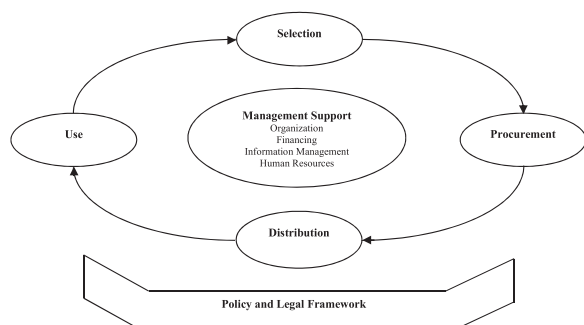 Selection
Management Support
Organization
Financing
Information Management
Human Resources
Use
Procurement
Distribution
Policy and Legal Framework